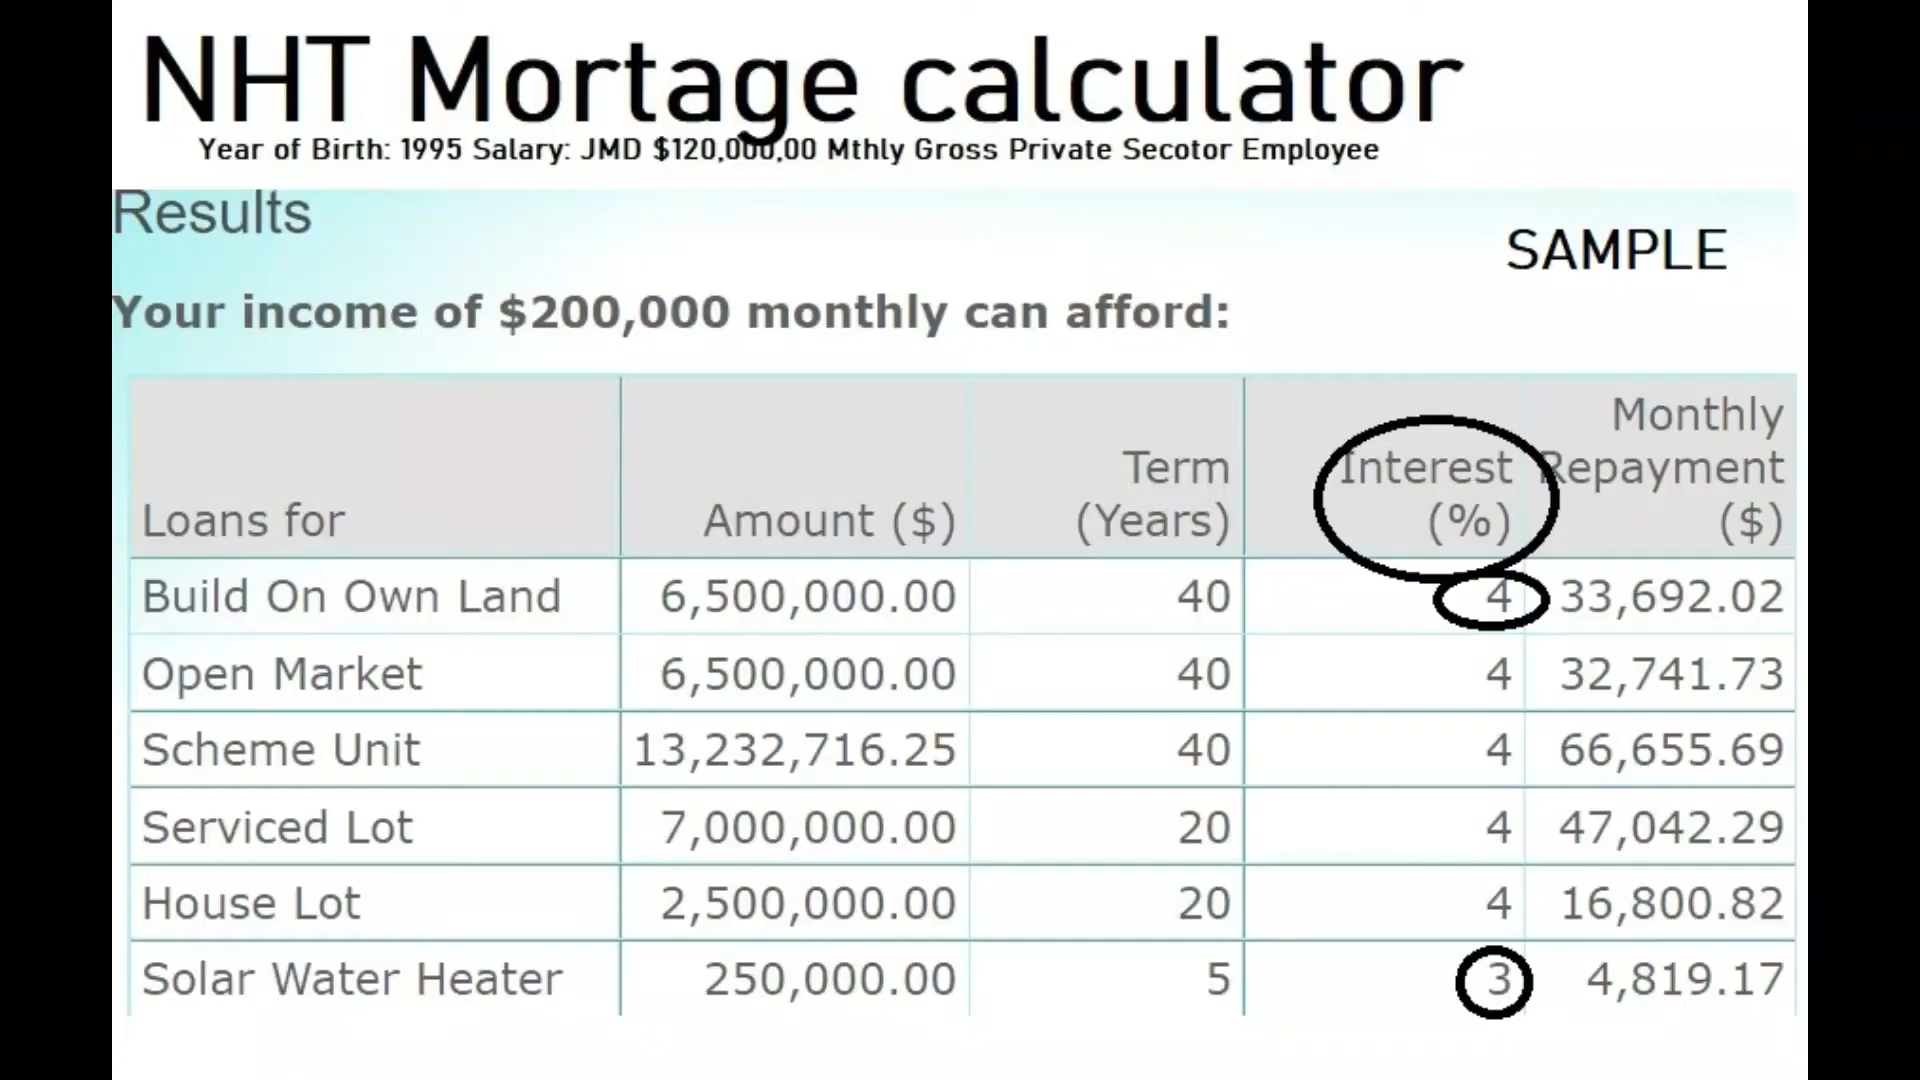 NHT Mortage calculator
Year of Birth: 1995 Salary: JMD $120,000,00 Mthly Gross Private Secotor Employee
Results
SAMPLE
Your income of $200,000 monthly can afford:
Loans for Amount ($) Term (Years) Interest (%) Monthly Repayment ($)
Build On Own Land 6,500,000.00 40 4 33,692.02
Open Market 6,500,000.00 40 4 32,741.73
Scheme Unit 13,232,716.25 40 4 66,655.69
Serviced Lot 7,000,000.00 20 4 47,042.29
House Lot 2,500,000.00 20 4 16,800.82
Solar Water Heater 250,000.00 5 3 4,819.17